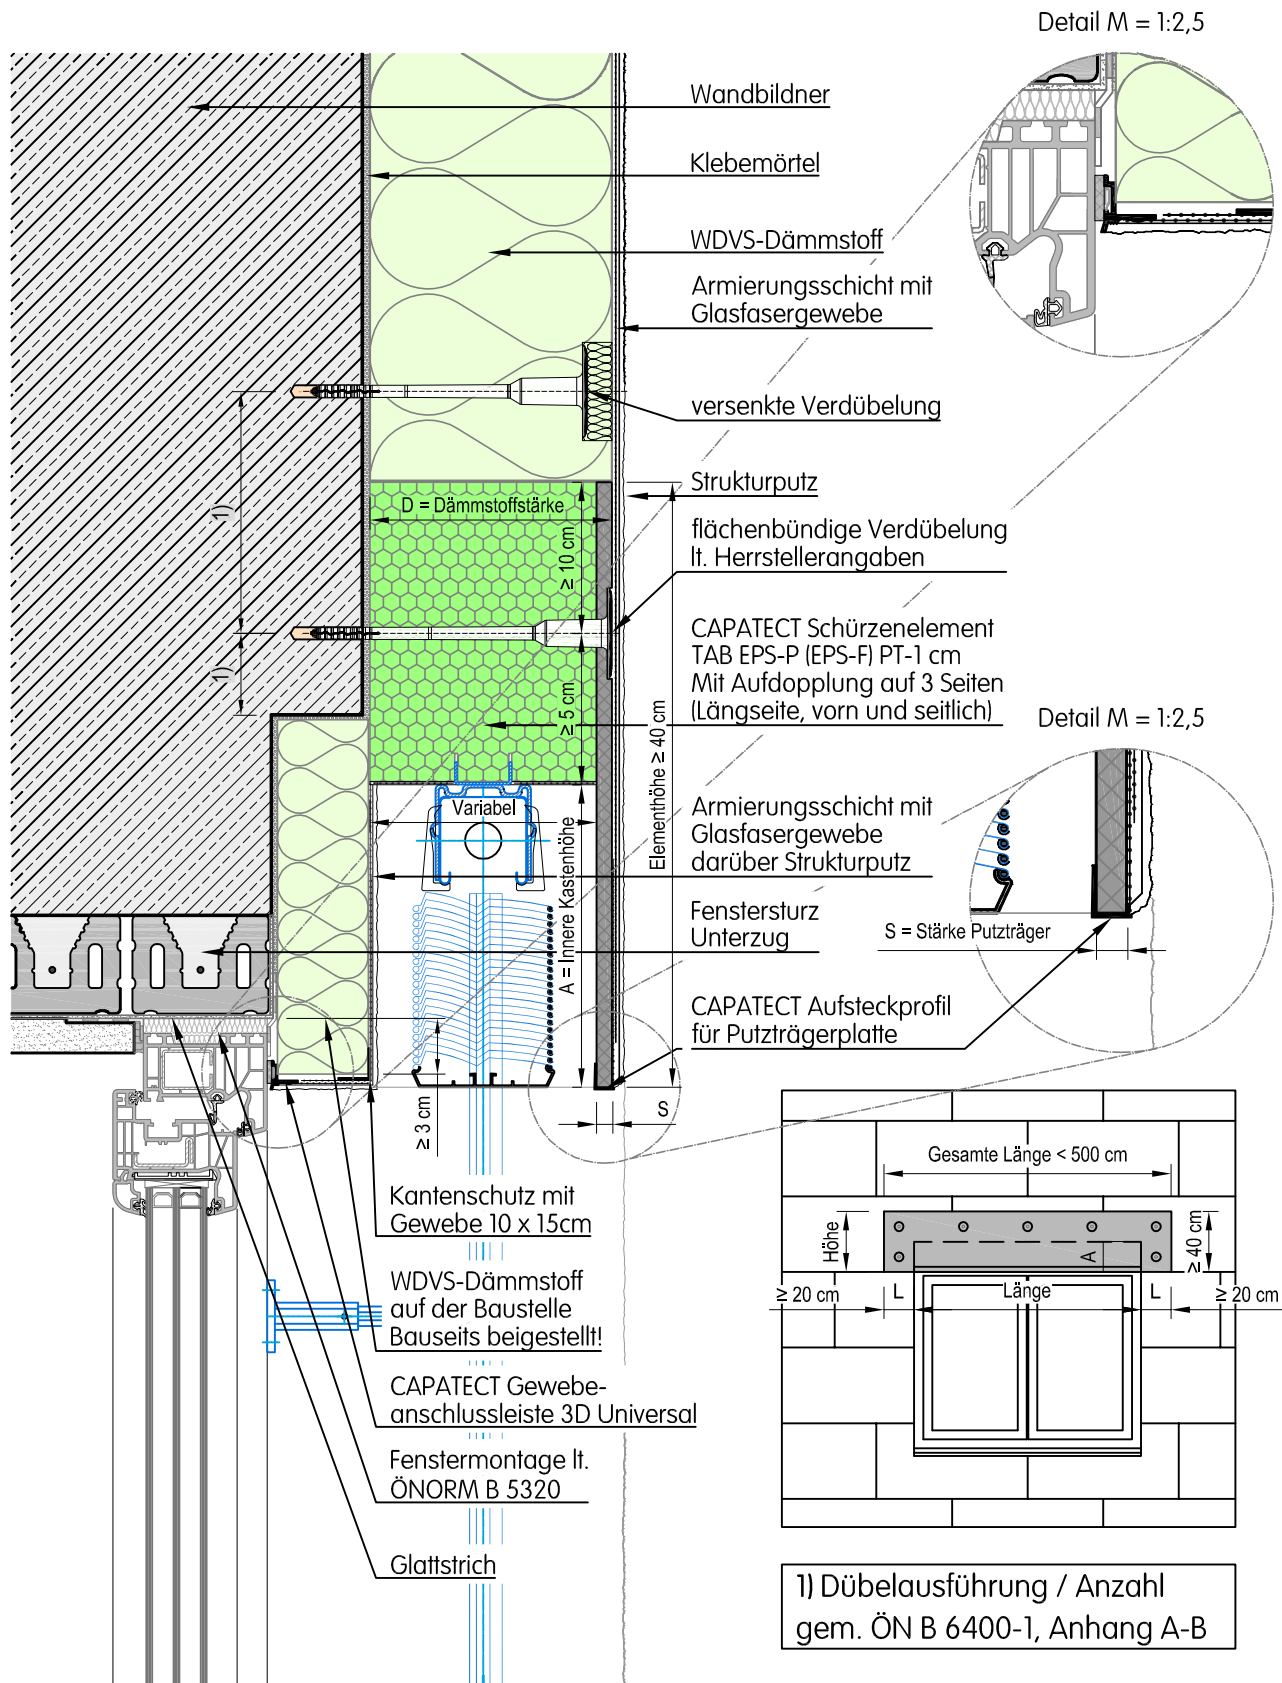 Detail M = 1:2,5
Wandbildner
Klebemörtel
WDVS-Dämmstoff
Armierungsschicht mit
Glasfasergewebe
versenkte Verdübelung
Strukturputz
flächenbündige Verdübelung
lt. Herrstellerangaben
CAPATECT Schürzenelement
TAB EPS-P (EPS-F) PT-1 cm
Mit Aufdopplung auf 3 Seiten
(Längseite, vorn und seitlich)
Detail M = 1:2,5
Armierungsschicht mit
Glasfasergewebe
darüber Strukturputz
Fenstersturz
Unterzug
S = Stärke Putzträger
CAPATECT Aufsteckprofil
für Putzträgerplatte
1)
1)
D = Dämmstoffstärke
≥ 10 cm
≥ 5 cm
Elementhöhe ≥ 40 cm
Variabel
A = Innere Kastenhöhe
≥ 3 cm
S
Kantenschutz mit
Gewebe 10 x 15cm
WDVS-Dämmstoff
auf der Baustelle
Bauseits beigestellt!
CAPATECT Gewebe-
anschlussleiste 3D Universal
Fenstermontage lt.
ÖNORM B 5320
Glattstrich
Gesamte Länge < 500 cm
Höhe
A
≥ 40 cm
≥ 20 cm
L
Länge
L
≥ 20 cm
1) Dübelausführung / Anzahl
gem. ÖN B 6400-1, Anhang A-B